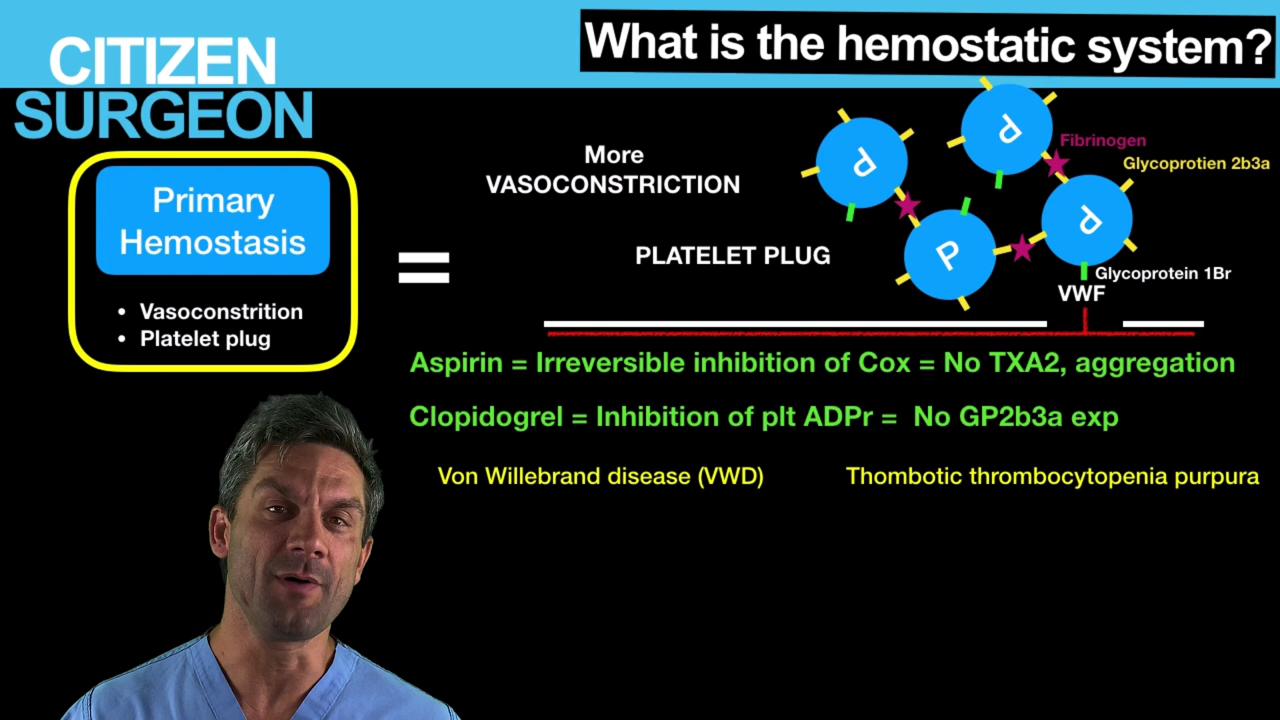 CITIZEN
SURGEON
What is the hemostatic system?
Primary
Hemostasis
• Vasoconstrition
• Platelet plug
=
More
VASOCONSTRICTION
PLATELET PLUG
P
P
P
P
Fibrinogen
Glycoprotien 2b3a
Glycoprotein 1Br
VWF
Aspirin = Irreversible inhibition of Cox = No TXA2, aggregation
Clopidogrel = Inhibition of plt ADPr = No GP2b3a exp
Von Willebrand disease (VWD)
Thombotic thrombocytopenia purpura